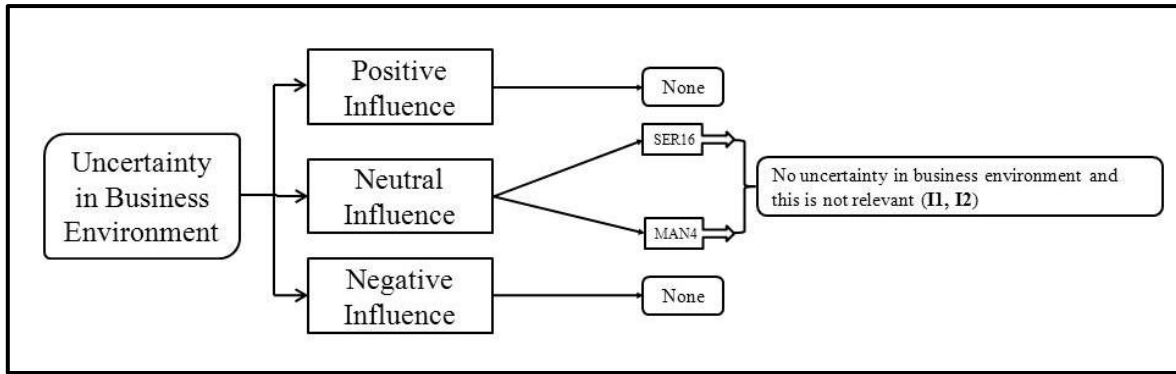 Uncertainty
in Business
Environment
Positive
Influence
None
Neutral
Influence
SER16
MAN4
No uncertainty in business environment and
this is not relevant (I1, I2)
Negative
Influence
None